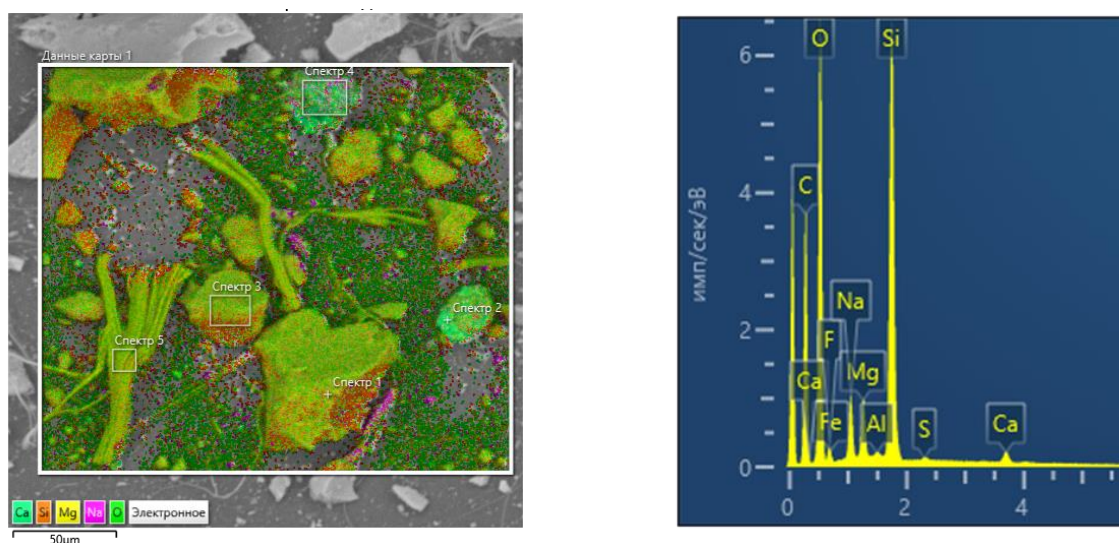 Данные карты 1
Спектр 4
Спектр 3
Спектр 2
Спектр 5
Спектр 1
Ca Si Mg Na O Электронное
50µm
имп/сек/эВ
6
4
2
0
0 2 4
O Si
C
Na
F
Ca Mg
Fe Al S Ca